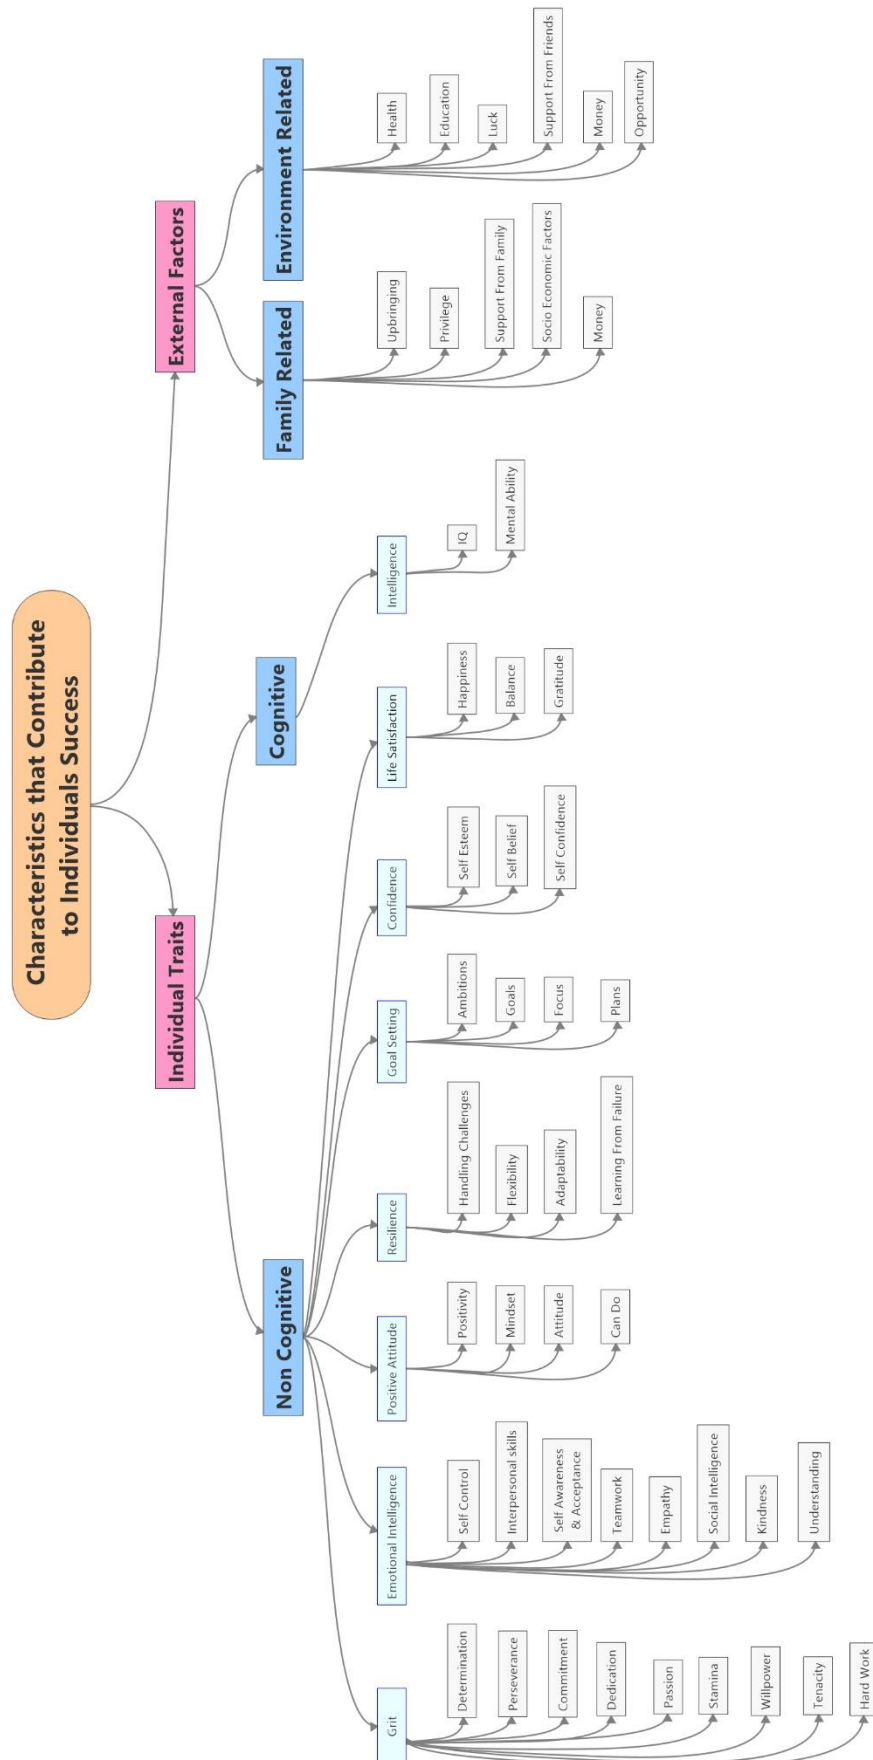 Characteristics that Contribute
to Individuals Success
Individual Traits
External Factors
Non Cognitive
Cognitive
Family Related
Environment Related
Grit
Determination
Perseverance
Commitment
Dedication
Passion
Stamina
Willpower
Tenacity
Hard Work
Emotional Intelligence
Self Control
Interpersonal skills
Self Awareness
& Acceptance
Teamwork
Empathy
Social Intelligence
Kindness
Understanding
Positive Attitude
Positivity
Mindset
Attitude
Can Do
Resilience
Handling Challenges
Flexibility
Adaptability
Learning From Failure
Goal Setting
Ambitions
Goals
Focus
Plans
Confidence
Self Esteem
Self Belief
Self Confidence
Life Satisfaction
Happiness
Balance
Gratitude
Intelligence
IQ
Mental Ability
Upbringing
Privilege
Support From Family
Socio Economic Factors
Money
Health
Education
Luck
Support From Friends
Money
Opportunity